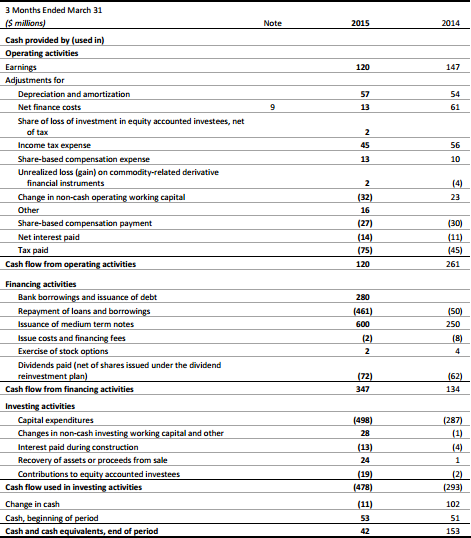 3 Months Ended March 31
($ millions) Note 2015 2014
Cash provided by (used in)
Operating activities
Earnings 120 147
Adjustments for
Depreciation and amortization 57 54
Net finance costs 9 13 61
Share of loss of investment in equity accounted investees, net
of tax 2
Income tax expense 45 56
Share-based compensation expense 13 10
Unrealized loss (gain) on commodity-related derivative
financial instruments 2 (4)
Change in non-cash operating working capital (32) 23
Other 16
Share-based compensation payment (27) (30)
Net interest paid (14) (11)
Tax paid (75) (45)
Cash flow from operating activities 120 261
Financing activities
Bank borrowings and issuance of debt 280
Repayment of loans and borrowings (461) (50)
Issuance of medium term notes 600 250
Issue costs and financing fees (2) (8)
Exercise of stock options 2 4
Dividends paid (net of shares issued under the dividend
reinvestment plan) (72) (62)
Cash flow from financing activities 347 134
Investing activities
Capital expenditures (498) (287)
Changes in non-cash investing working capital and other 28 (1)
Interest paid during construction (13) (4)
Recovery of assets or proceeds from sale 24 1
Contributions to equity accounted investees (19) (2)
Cash flow used in investing activities (478) (293)
Change in cash (11) 102
Cash, beginning of period 53 51
Cash and cash equivalents, end of period 42 153